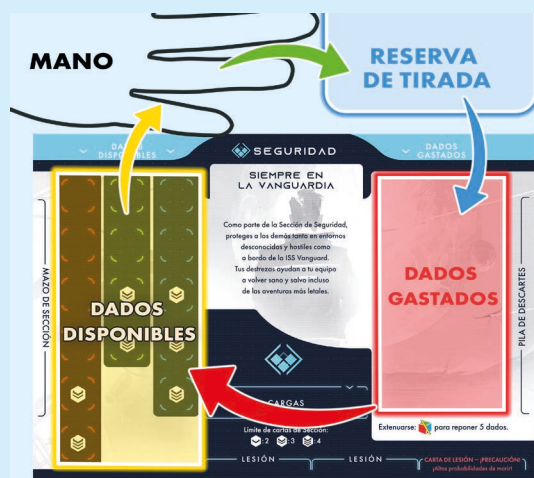 MANO
RESERVA
DE TIRADA
DADOS
DISPONIBLES
SEGURIDAD
DADOS
GASTADOS
SIEMPRE EN
LA VANGUARDIA
Como parte de la Sección de Seguridad,
proteges a los demás tanto en entornos
desconocidos y hostiles como
a bordo de la ISS Vanguard.
Tus destrezas ayudan a tu equipo
a volver sano y salvo incluso
de las aventuras más letales.
MAZO DE SECCIÓN
DADOS
DISPONIBLES
DADOS
GASTADOS
PILA DE DESCARTES
CARGAS
Límite de cartas de Sección:
:2 :3 :4
Extenuarse: para reponer 5 dados.
LESIÓN
LESIÓN
CARTA DE LESIÓN – ¡PRECAUCIÓN!
¡Altas probabilidades de morir!